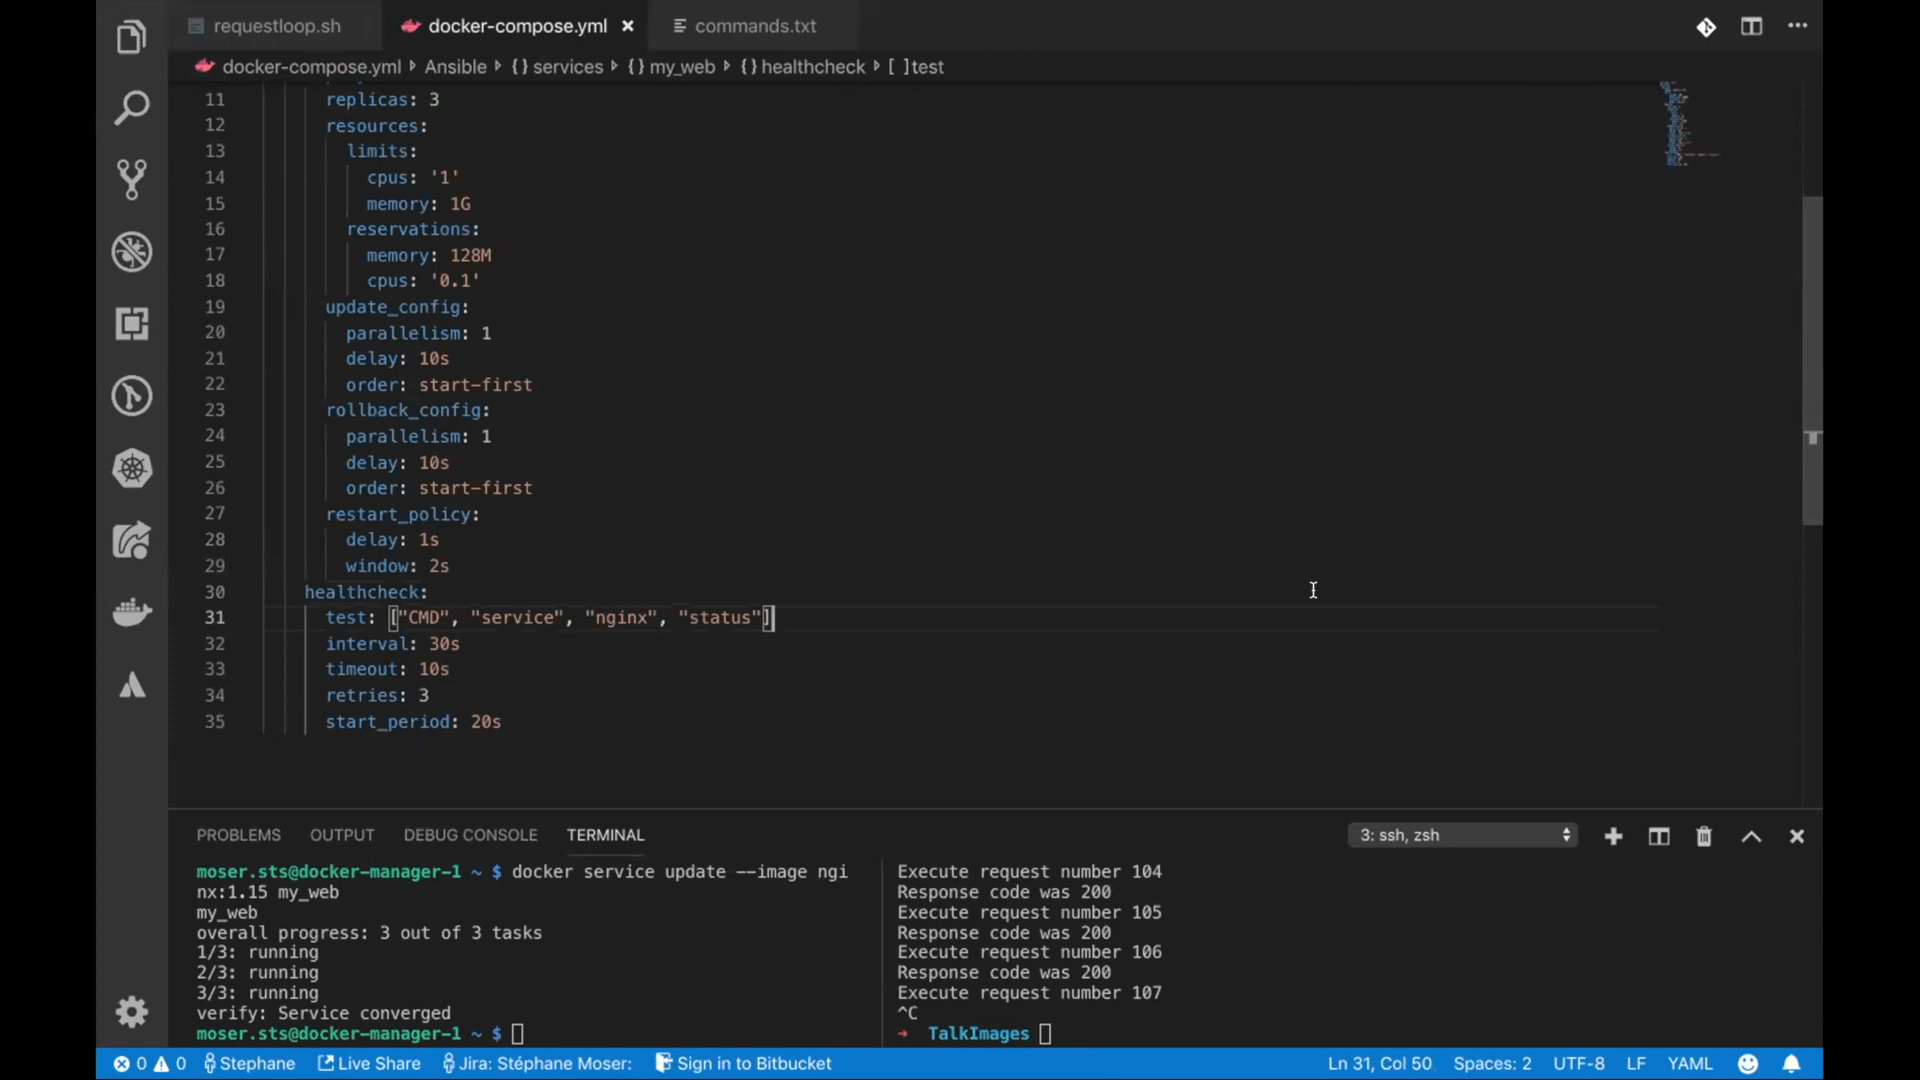 requestloop.sh docker-compose.yml commands.txt
docker-compose.yml Ansible {} services {} my_web {} healthcheck [ ] test
11 replicas: 3
12 resources:
13 limits:
14 cpus: '1'
15 memory: 1G
16 reservations:
17 memory: 128M
18 cpus: '0.1'
19 update_config:
20 parallelism: 1
21 delay: 10s
22 order: start-first
23 rollback_config:
24 parallelism: 1
25 delay: 10s
26 order: start-first
27 restart_policy:
28 delay: 1s
29 window: 2s
30 healthcheck:
31 test: ["CMD", "service", "nginx", "status"]
32 interval: 30s
33 timeout: 10s
34 retries: 3
35 start_period: 20s
PROBLEMS OUTPUT DEBUG CONSOLE TERMINAL 3: ssh, zsh
moser.sts@docker-manager-1 ~ $ docker service update --image ngi
nx:1.15 my_web
my_web
overall progress: 3 out of 3 tasks
1/3: running
2/3: running
3/3: running
verify: Service converged
moser.sts@docker-manager-1 ~ $
Execute request number 104
Response code was 200
Execute request number 105
Response code was 200
Execute request number 106
Response code was 200
Execute request number 107
^C
→ TalkImages
0 0 Stephane Live Share Jira: Stéphane Moser: Sign in to Bitbucket Ln 31, Col 50 Spaces: 2 UTF-8 LF YAML